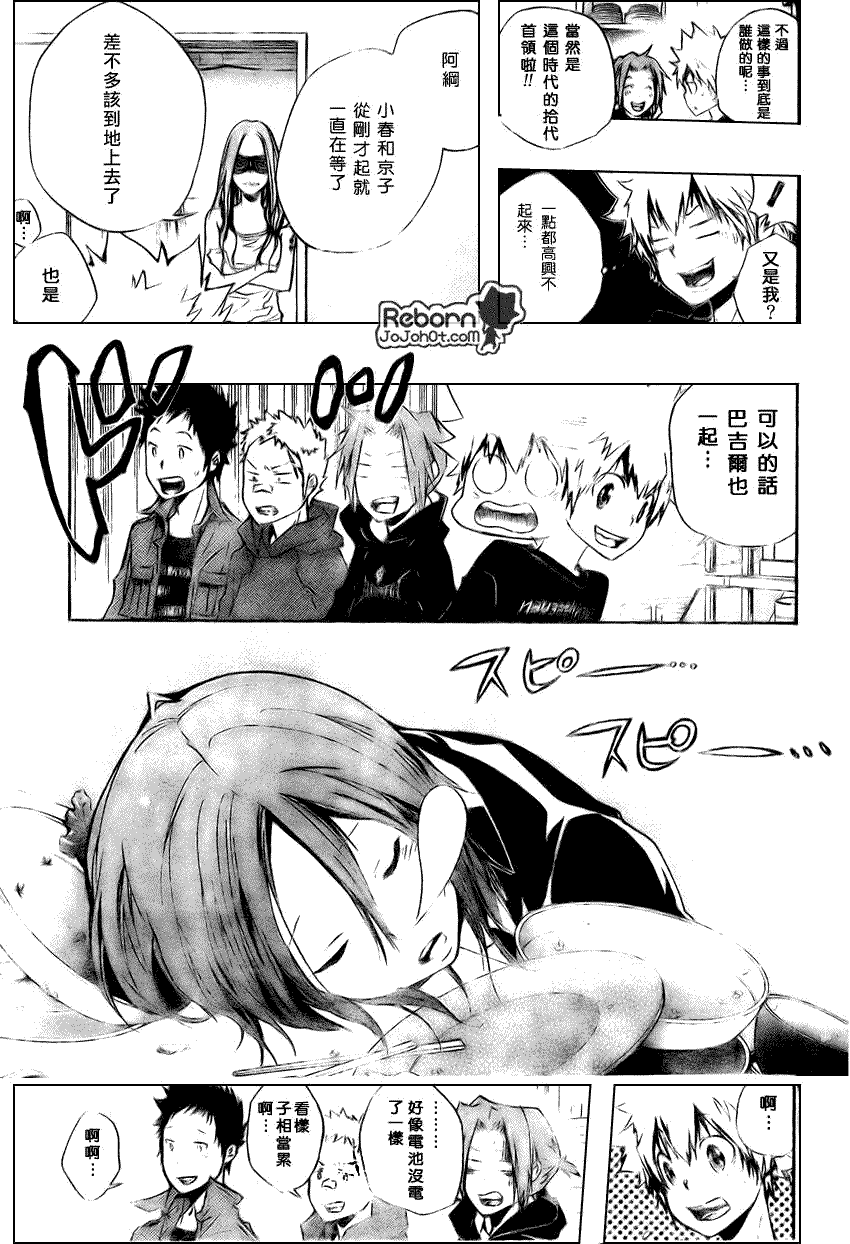 不過
這樣的事到底是
誰做的呢…
當然是
這個時代的拾代
首領啦!!
又是我？
一點都高興不
起來…
阿綱
小春和京子
從剛才起就
一直在等了
差不多該到地上去了
啊…
也是
Reborn
JoJoHOt.com
可以的話
巴吉爾也
一起…
スピー…
スピー…
啊…
………
好像電池沒電
了一樣
看樣
子相當累
啊…
啊啊…